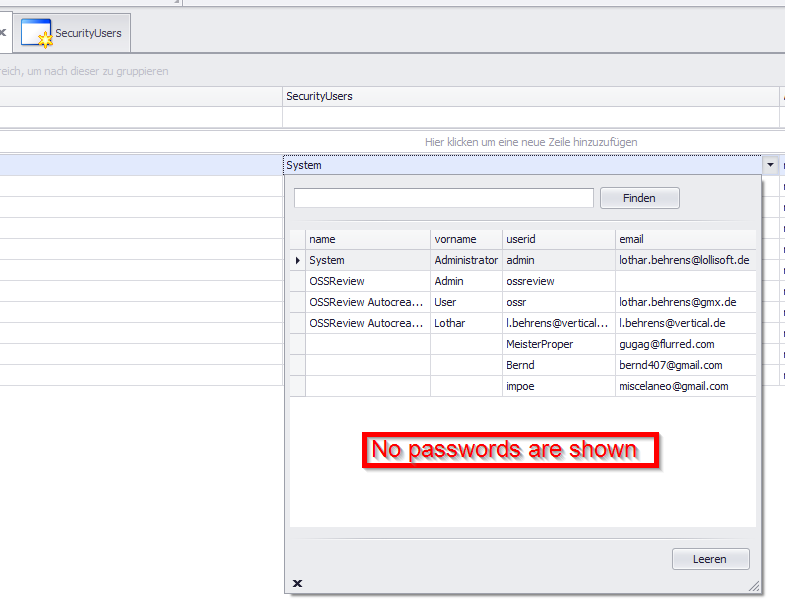 SecurityUsers
reich, um nach dieser zu gruppieren
SecurityUsers
Hier klicken um eine neue Zeile hinzuzufügen
System
Finden
name vorname userid email
System Administrator admin lothar.behrens@lollisoft.de
OSSReview Admin ossreview
OSSReview Autocrea... User ossr lothar.behrens@gmx.de
OSSReview Autocrea... Lothar l.behrens@vertical... l.behrens@vertical.de
MeisterProper gugag@flurred.com
Bernd bernd407@gmail.com
impoe miscelaneo@gmail.com
No passwords are shown
Leeren